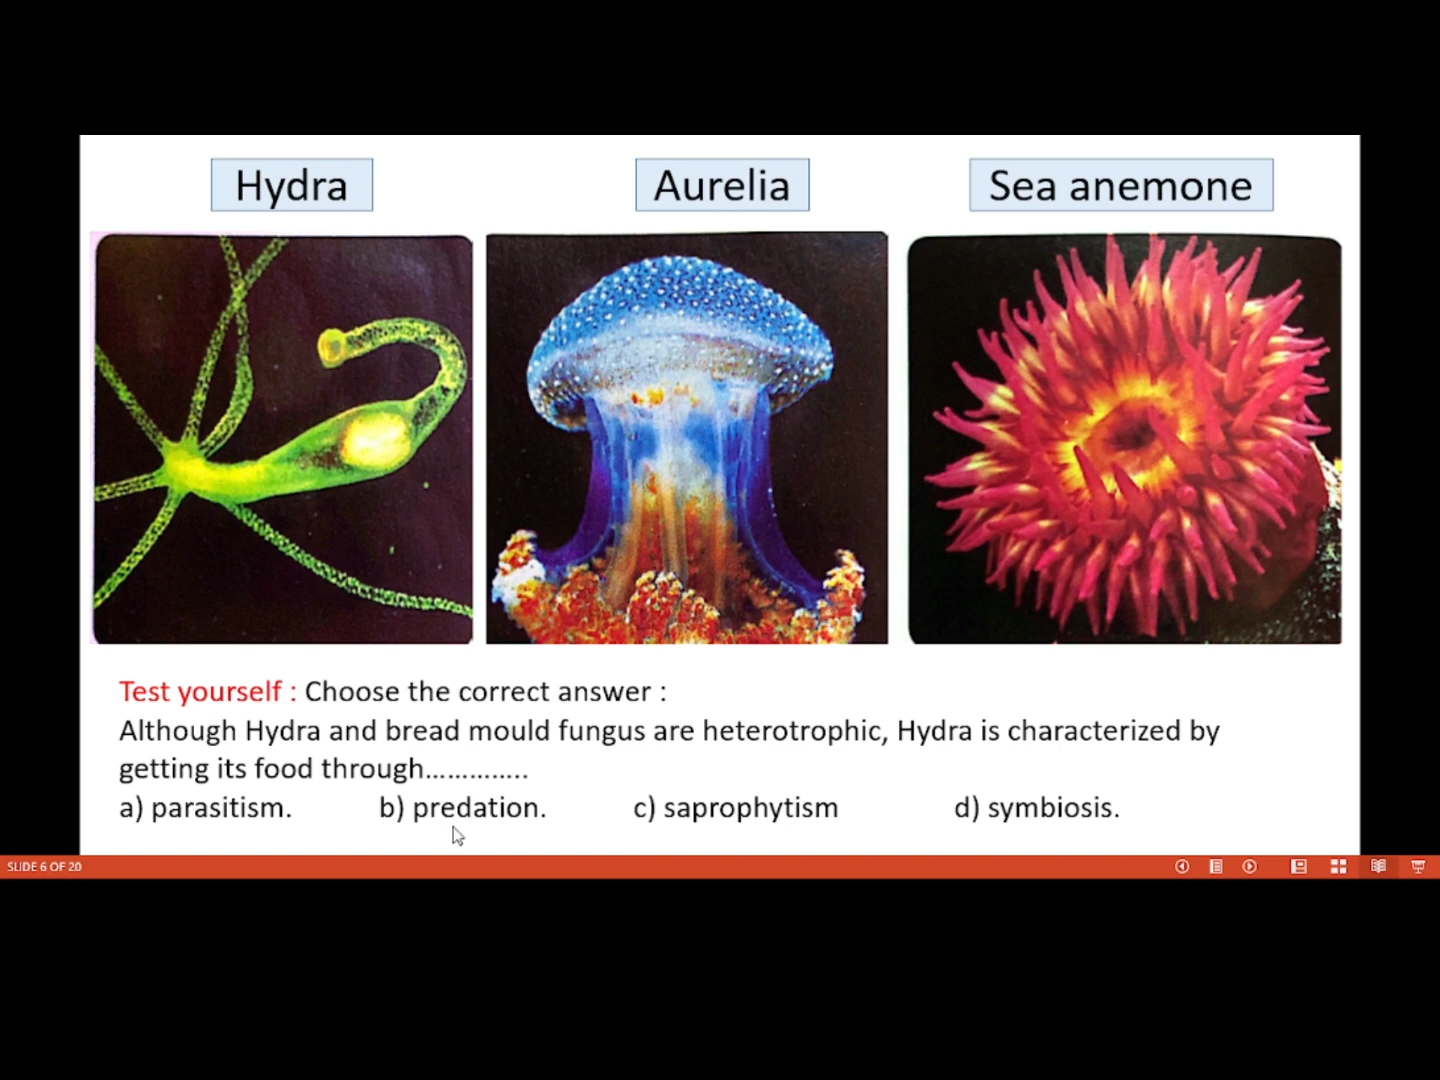 Hydra
Aurelia
Sea anemone
Test yourself : Choose the correct answer :
Although Hydra and bread mould fungus are heterotrophic, Hydra is characterized by
getting its food through…………..
a) parasitism. b) predation. c) saprophytism d) symbiosis.
SLIDE 6 OF 20